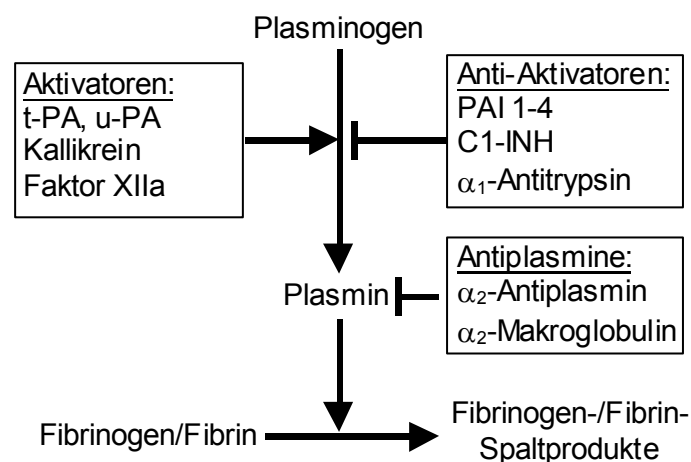 Plasminogen
Aktivatoren:
t-PA, u-PA
Kallikrein
Faktor XIIa
Anti-Aktivatoren:
PAI 1-4
C1-INH
α₁-Antitrypsin
Plasmin
Antiplasmine:
α₂-Antiplasmin
α₂-Makroglobulin
Fibrinogen/Fibrin
Fibrinogen-/Fibrin-
Spaltprodukte